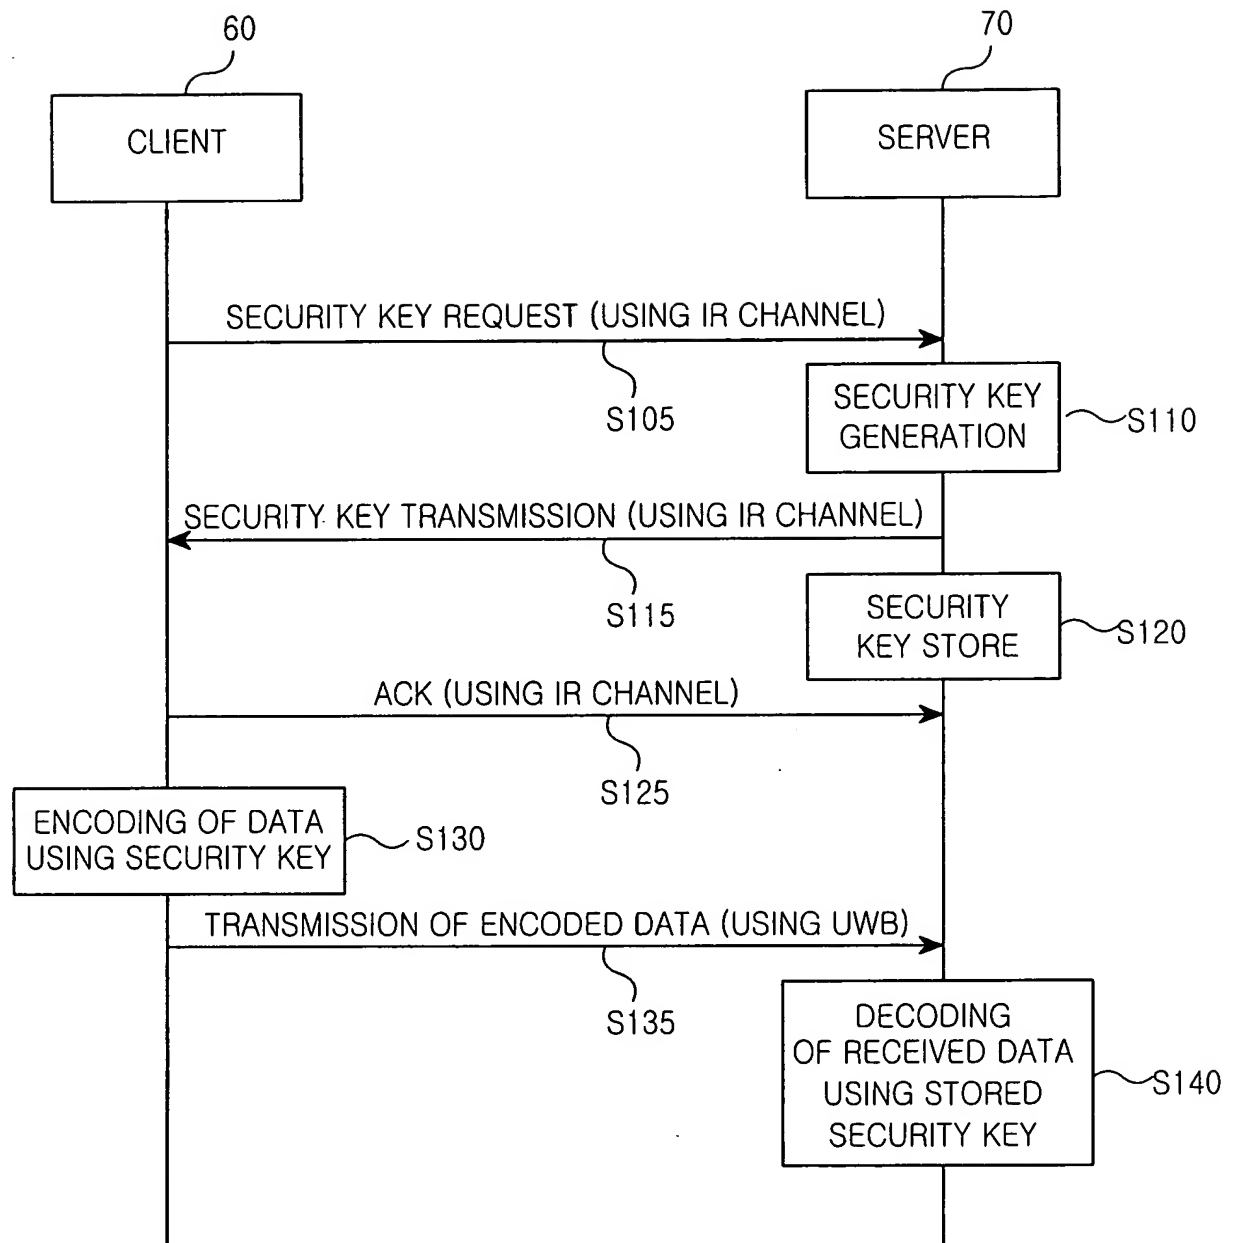 60
70
CLIENT
SERVER
SECURITY KEY REQUEST (USING IR CHANNEL)
S105
SECURITY KEY
GENERATION
S110
SECURITY KEY TRANSMISSION (USING IR CHANNEL)
S115
SECURITY
KEY STORE
S120
ACK (USING IR CHANNEL)
S125
ENCODING OF DATA
USING SECURITY KEY
S130
TRANSMISSION OF ENCODED DATA (USING UWB)
S135
DECODING
OF RECEIVED DATA
USING STORED
SECURITY KEY
S140